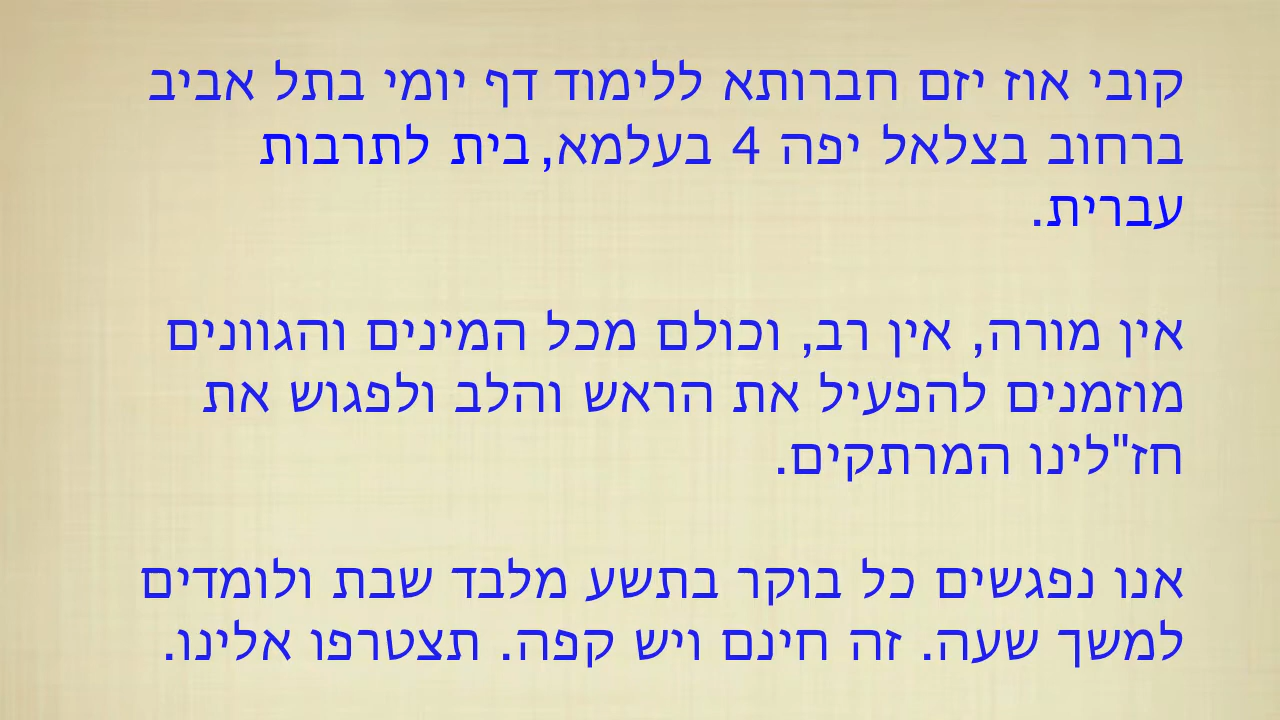 קובי אוז יזם חברותא ללימוד דף יומי בתל אביב
ברחוב בצלאל יפה 4 בעלמא, בית לתרבות
עברית.
אין מורה, אין רב, וכולם מכל המינים והגוונים
מוזמנים להפעיל את הראש והלב ולפגוש את
חז"לינו המרתקים.
אנו נפגשים כל בוקר בתשע מלבד שבת ולומדים
למשך שעה. זה חינם ויש קפה. תצטרפו אלינו.